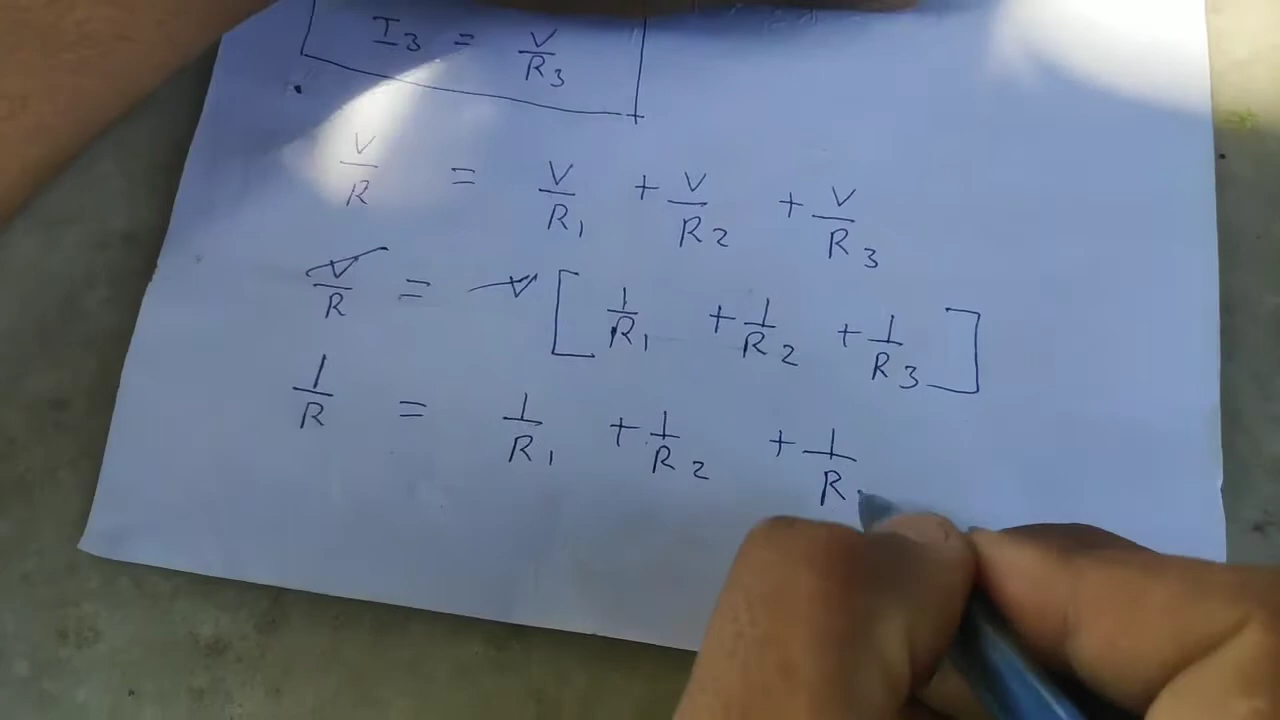 I3 = V/R3
V/R = V/R1 + V/R2 + V/R3
V/R = V [ 1/R1 + 1/R2 + 1/R3 ]
1/R = 1/R1 + 1/R2 + 1/R